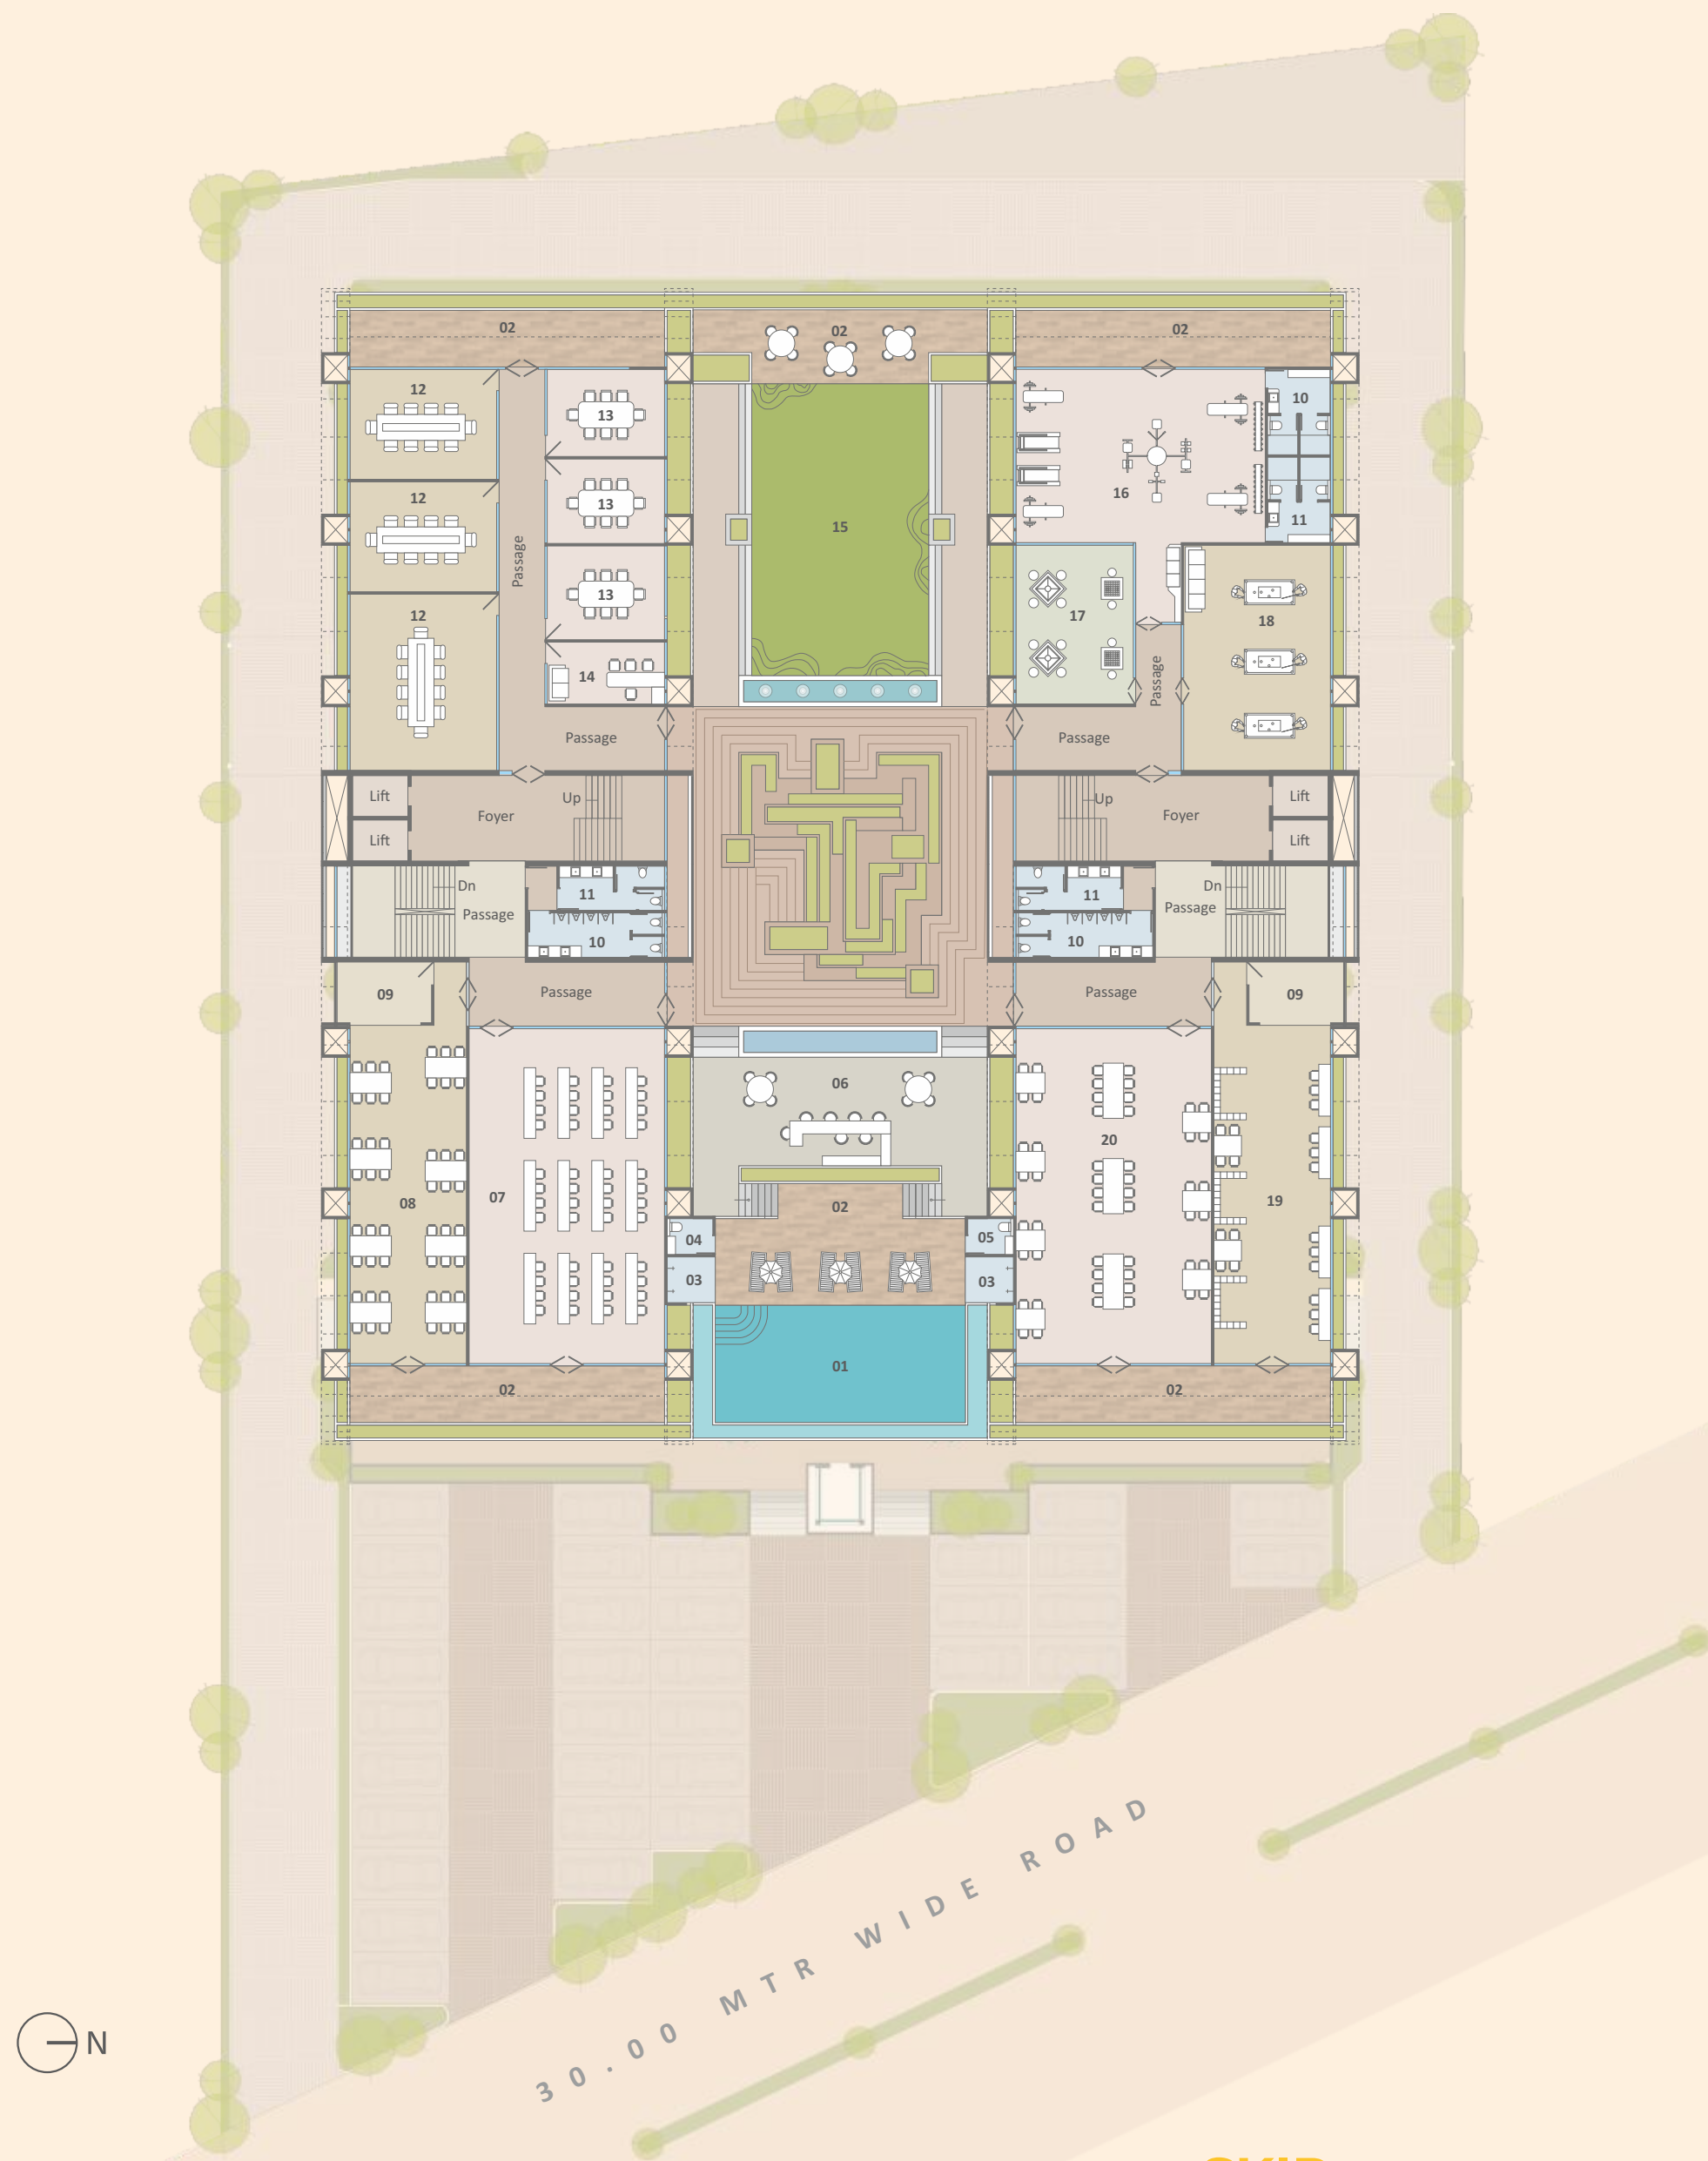 02
02
02
12
13
10
12
13
16
11
15
12
13
Passage
17
18
14
Passage
Passage
Passage
Lift
Up
Foyer
Lift
Up
Foyer
Lift
Lift
Dn
Passage
11
10
11
10
Dn
Passage
09
Passage
Passage
09
06
20
08
07
02
19
04
05
03
03
01
02
02
30.00 MTR WIDE ROAD
N